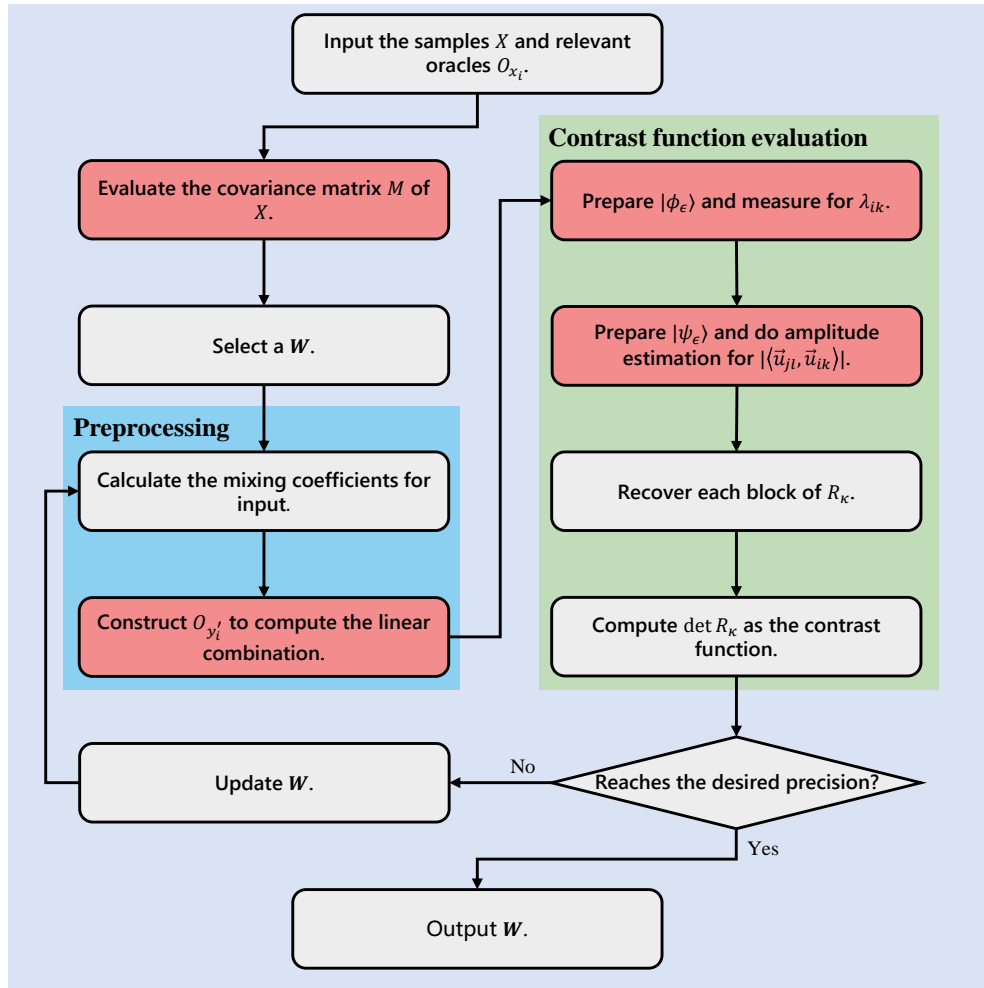 Input the samples X and relevant
oracles O_{x_i}.
Evaluate the covariance matrix M of
X.
Select a W.
Preprocessing
Calculate the mixing coefficients for
input.
Construct O_{y_i'} to compute the linear
combination.
Contrast function evaluation
Prepare |ϕ_ϵ⟩ and measure for λ_{ik}.
Prepare |ψ_ϵ⟩ and do amplitude
estimation for |⟨u⃗_{jl}, u⃗_{ik}⟩|.
Recover each block of R_κ.
Compute det R_κ as the contrast
function.
Reaches the desired precision?
No
Update W.
Yes
Output W.